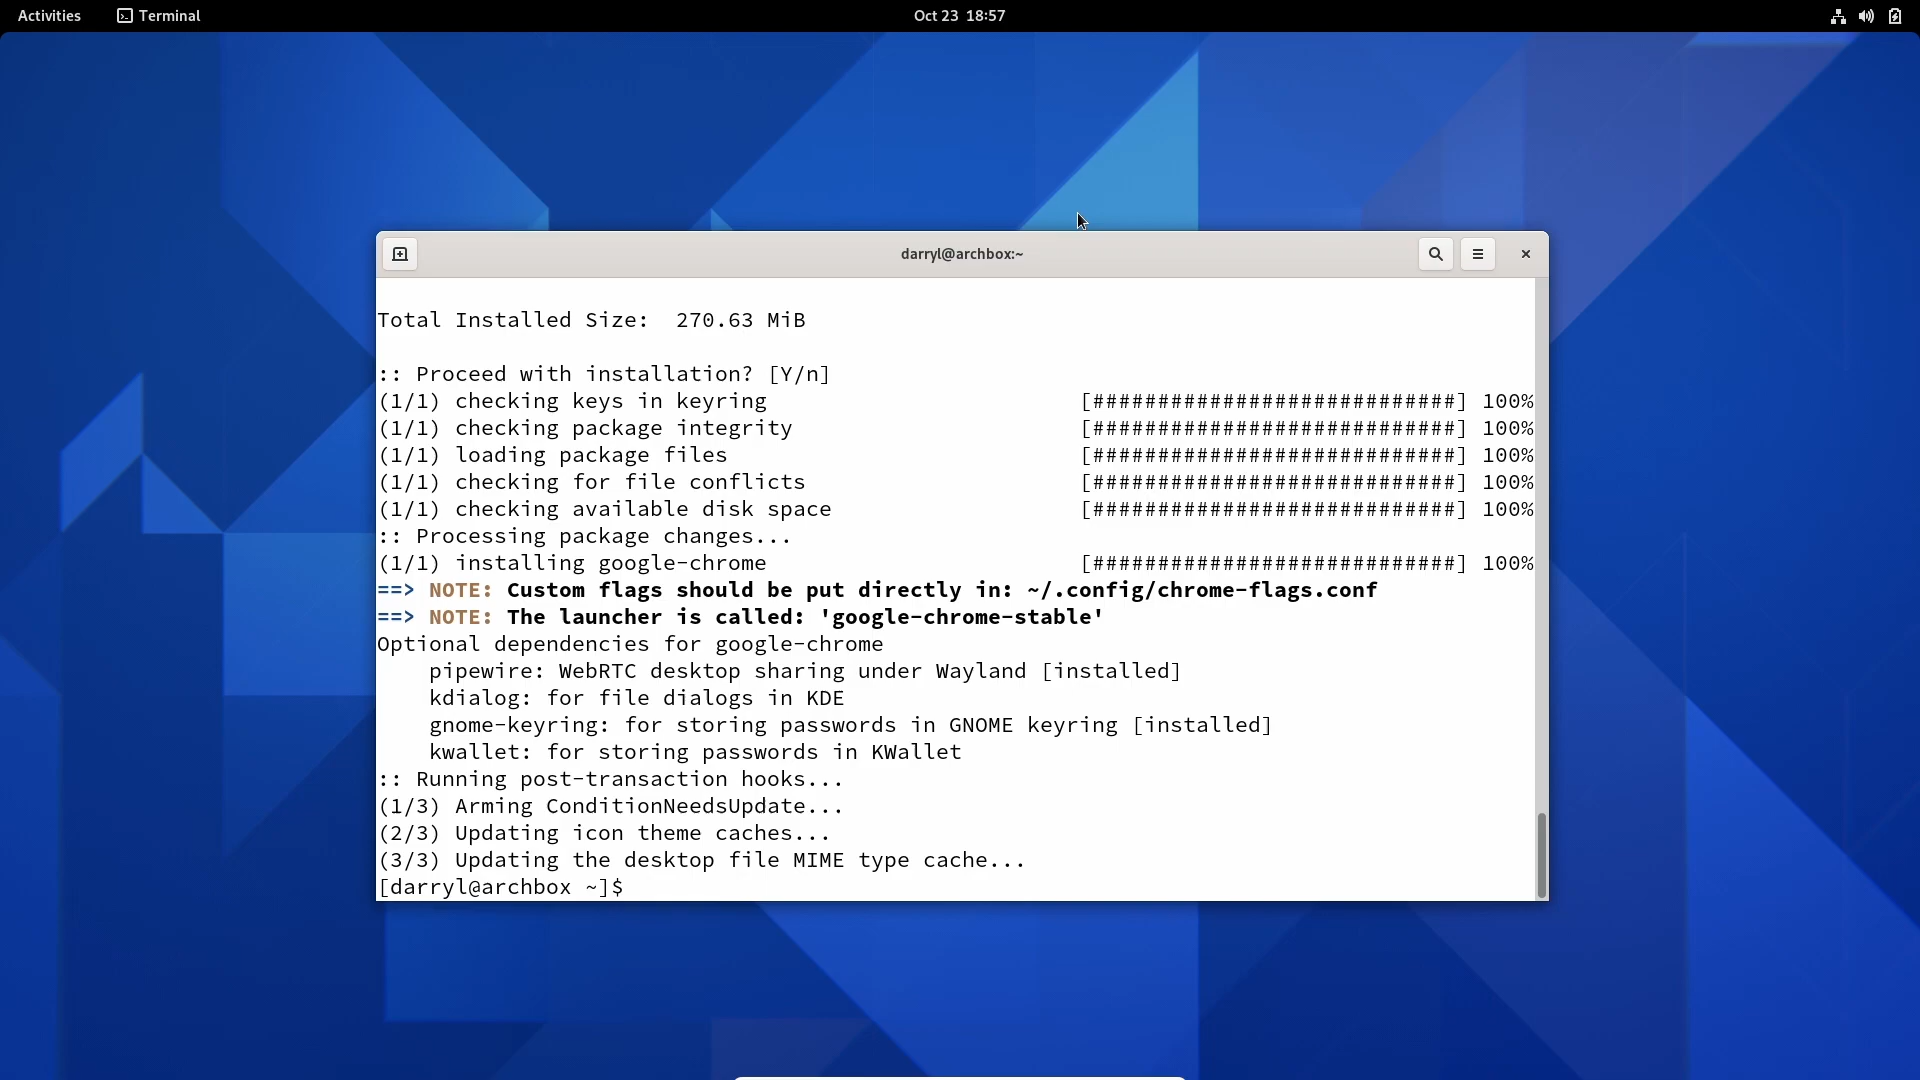 Activities
Terminal
Oct 23  18:57
darryl@archbox:~
Total Installed Size:  270.63 MiB
:: Proceed with installation? [Y/n]
(1/1) checking keys in keyring                        [############################] 100%
(1/1) checking package integrity                      [############################] 100%
(1/1) loading package files                           [############################] 100%
(1/1) checking for file conflicts                     [############################] 100%
(1/1) checking available disk space                   [############################] 100%
:: Processing package changes...
(1/1) installing google-chrome                        [############################] 100%
==> NOTE: Custom flags should be put directly in: ~/.config/chrome-flags.conf
==> NOTE: The launcher is called: 'google-chrome-stable'
Optional dependencies for google-chrome
    pipewire: WebRTC desktop sharing under Wayland [installed]
    kdialog: for file dialogs in KDE
    gnome-keyring: for storing passwords in GNOME keyring [installed]
    kwallet: for storing passwords in KWallet
:: Running post-transaction hooks...
(1/3) Arming ConditionNeedsUpdate...
(2/3) Updating icon theme caches...
(3/3) Updating the desktop file MIME type cache...
[darryl@archbox ~]$